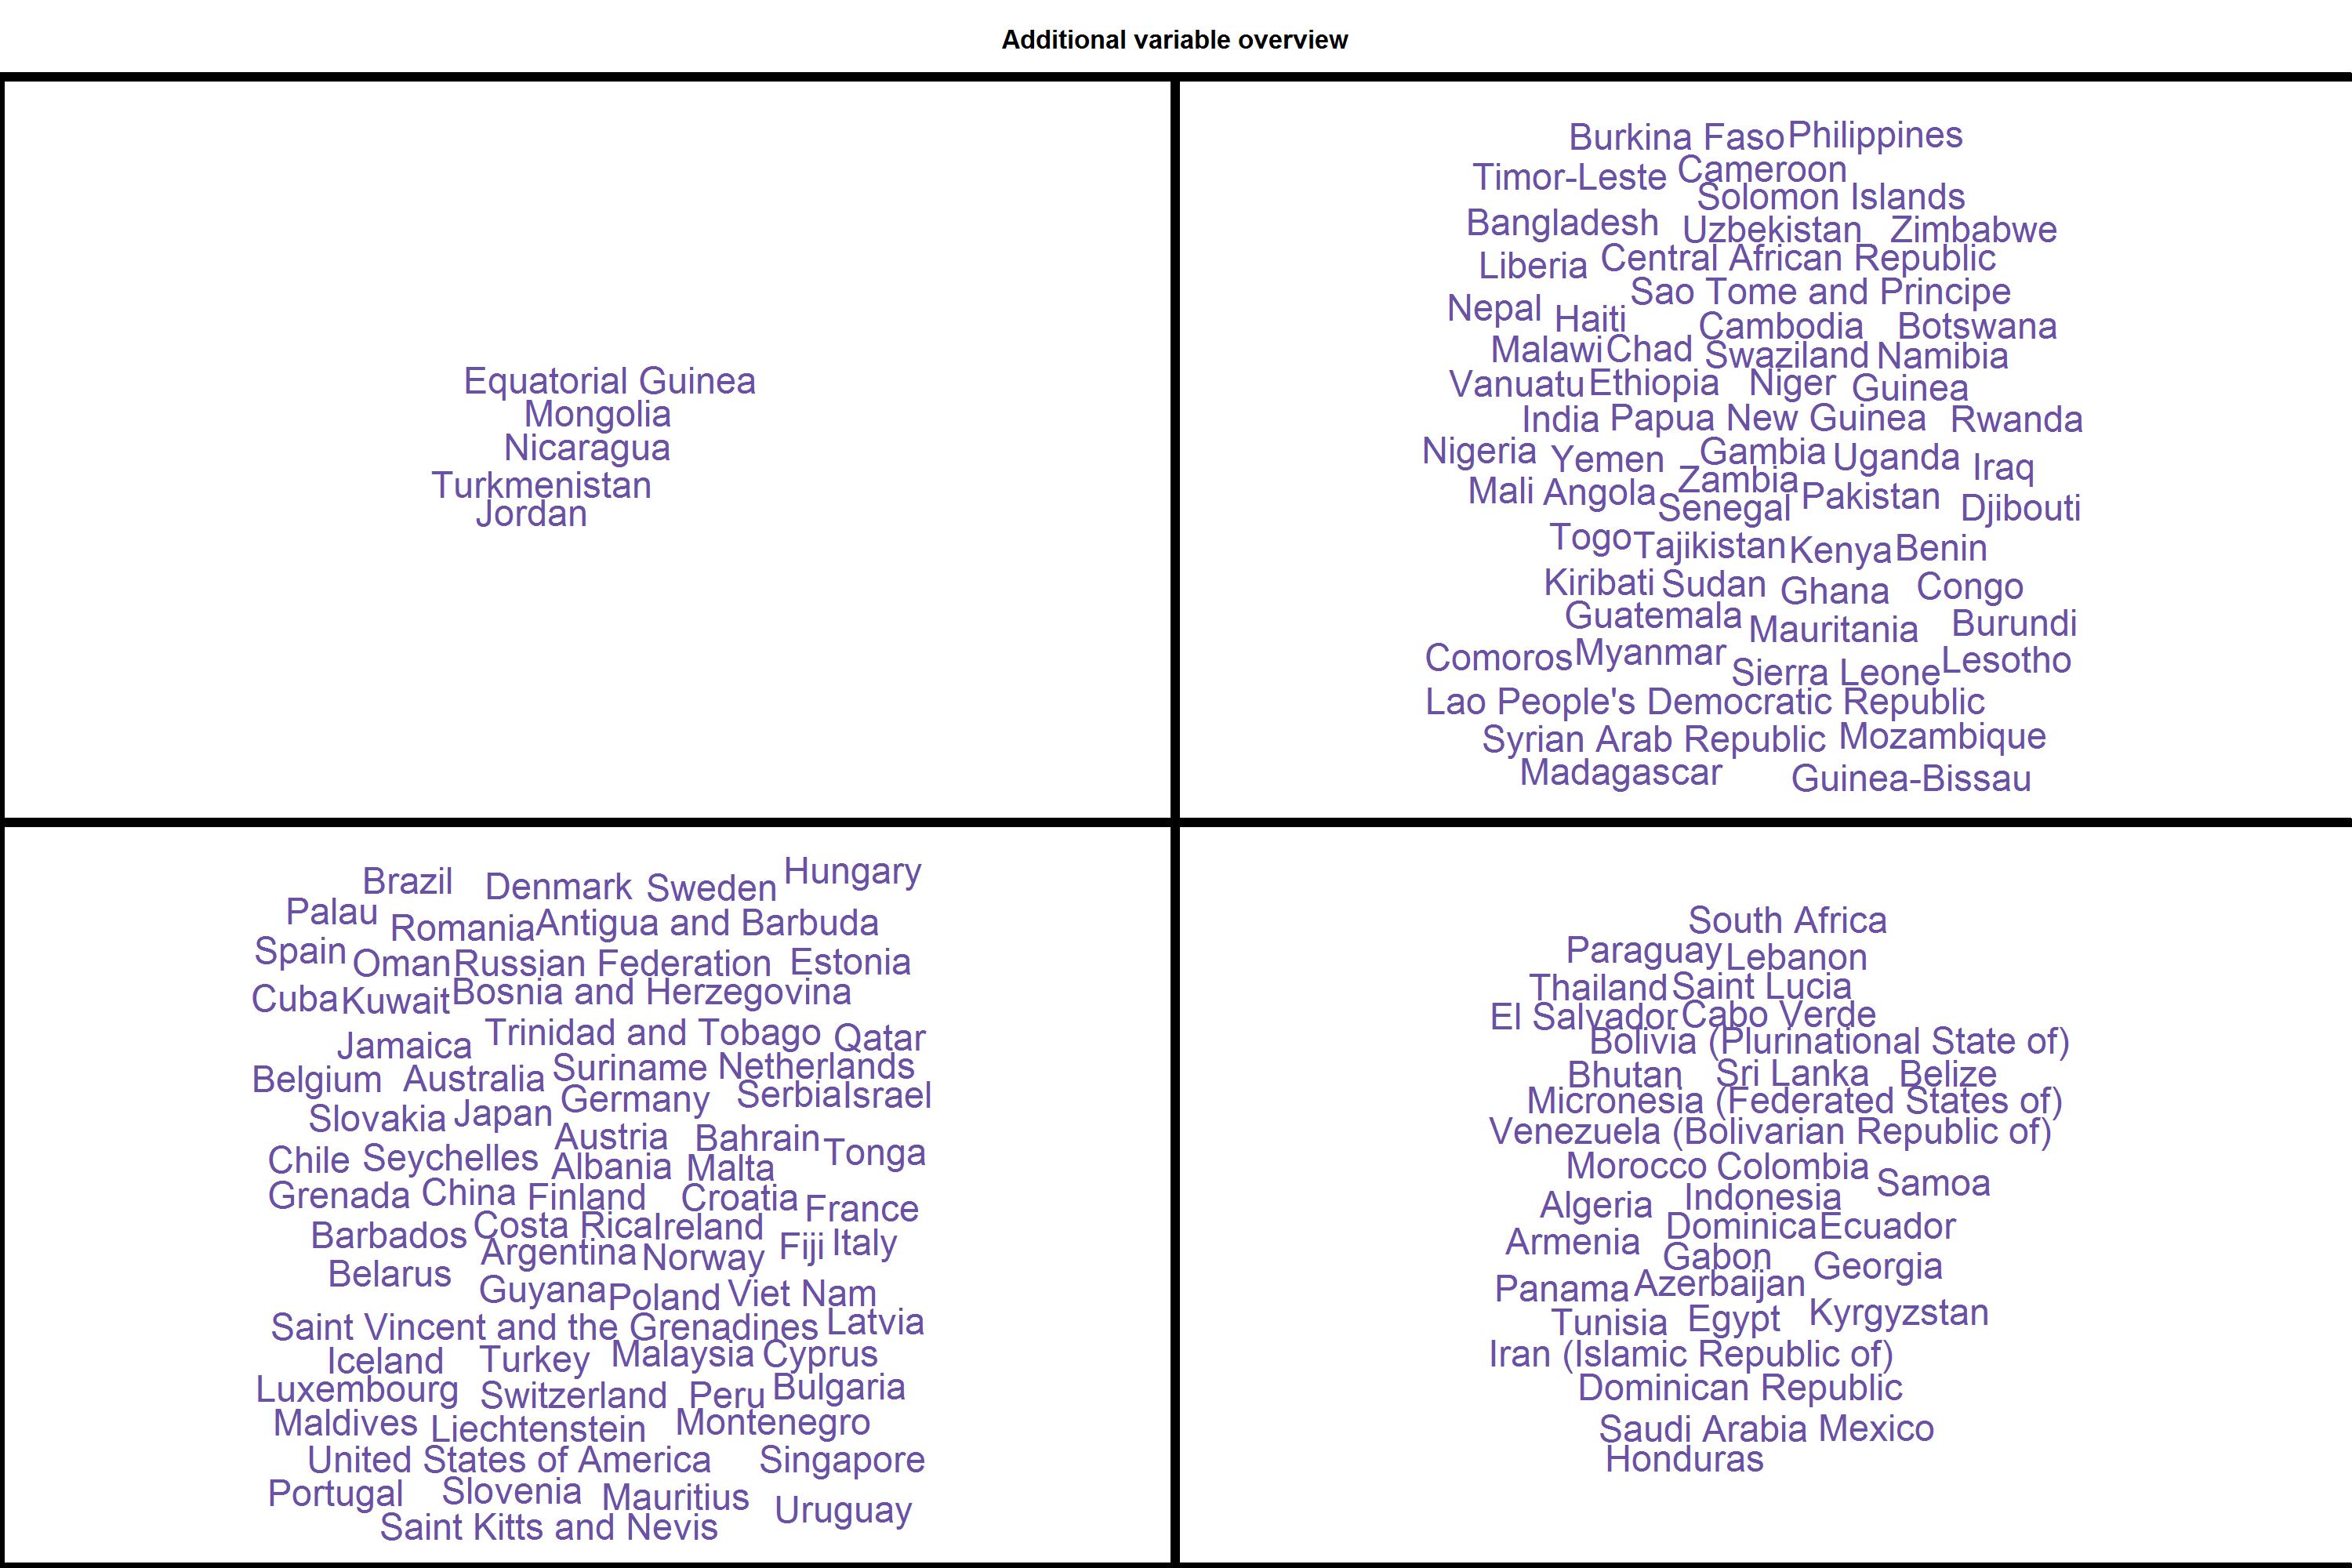 Additional variable overview
Equatorial Guinea
Mongolia
Nicaragua
Turkmenistan
Jordan
Burkina Faso Philippines
Timor-Leste Cameroon
Solomon Islands
Bangladesh Uzbekistan Zimbabwe
Liberia Central African Republic
Sao Tome and Principe
Nepal Haiti Cambodia Botswana
Malawi Chad Swaziland Namibia
Vanuatu Ethiopia Niger Guinea
India Papua New Guinea Rwanda
Nigeria Yemen Gambia Uganda Iraq
Mali Angola Zambia Pakistan
Senegal Djibouti
Togo Tajikistan Kenya Benin
Kiribati Sudan Ghana Congo
Guatemala Mauritania Burundi
Comoros Myanmar Sierra Leone Lesotho
Lao People's Democratic Republic
Syrian Arab Republic Mozambique
Madagascar Guinea-Bissau
Brazil Denmark Sweden Hungary
Palau Romania Antigua and Barbuda
Spain Oman Russian Federation Estonia
Cuba Kuwait Bosnia and Herzegovina
Jamaica Trinidad and Tobago Qatar
Belgium Australia Suriname Netherlands
Slovakia Japan Germany Serbia Israel
Austria Bahrain Tonga
Chile Seychelles Albania Malta
Grenada China Finland Croatia France
Barbados Costa Rica Ireland
Argentina Norway Fiji Italy
Belarus Guyana Poland Viet Nam
Saint Vincent and the Grenadines Latvia
Iceland Turkey Malaysia Cyprus
Luxembourg Switzerland Peru Bulgaria
Maldives Liechtenstein Montenegro
United States of America Singapore
Portugal Slovenia Mauritius Uruguay
Saint Kitts and Nevis
South Africa
Paraguay Lebanon
Thailand Saint Lucia
El Salvador Cabo Verde
Bolivia (Plurinational State of)
Bhutan Sri Lanka Belize
Micronesia (Federated States of)
Venezuela (Bolivarian Republic of)
Morocco Colombia Samoa
Algeria Indonesia
Dominica Ecuador
Armenia Gabon Georgia
Panama Azerbaijan
Tunisia Egypt Kyrgyzstan
Iran (Islamic Republic of)
Dominican Republic
Saudi Arabia Mexico
Honduras